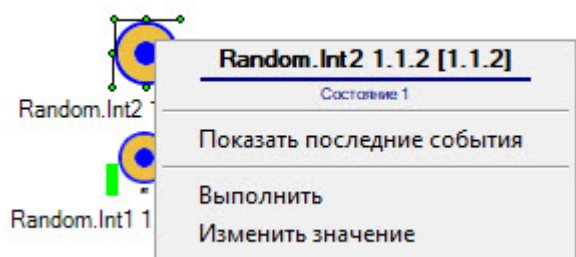 Random.Int2 1.1.2 [1.1.2]
Состояние 1
Random.Int2 1
Показать последние события
Выполнить
Random.Int1 1
Изменить значение